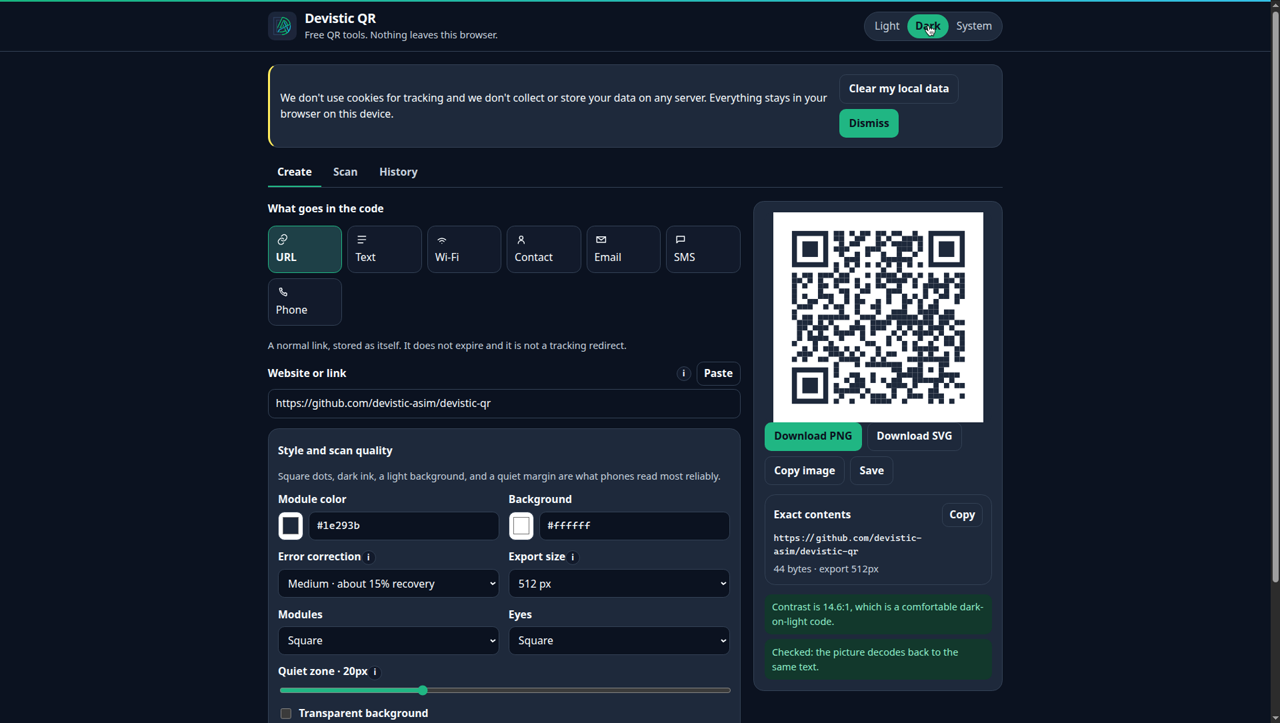 Devistic QR
Free QR tools. Nothing leaves this browser.
Light
Dark
System
We don't use cookies for tracking and we don't collect or store your data on any server. Everything stays in your
browser on this device.
Clear my local data
Dismiss
Create
Scan
History
What goes in the code
URL
Text
Wi-Fi
Contact
Email
SMS
Phone
A normal link, stored as itself. It does not expire and it is not a tracking redirect.
Website or link
i
Paste
https://github.com/devistic-asim/devistic-qr
Style and scan quality
Square dots, dark ink, a light background, and a quiet margin are what phones read most reliably.
Module color
Background
#1e293b
#ffffff
Error correction i
Export size i
Medium · about 15% recovery
512 px
Modules
Eyes
Square
Square
Quiet zone · 20px i
Transparent background
Download PNG
Download SVG
Copy image
Save
Exact contents
Copy
https://github.com/devistic-
asim/devistic-qr
44 bytes · export 512px
Contrast is 14.6:1, which is a comfortable dark-
on-light code.
Checked: the picture decodes back to the
same text.